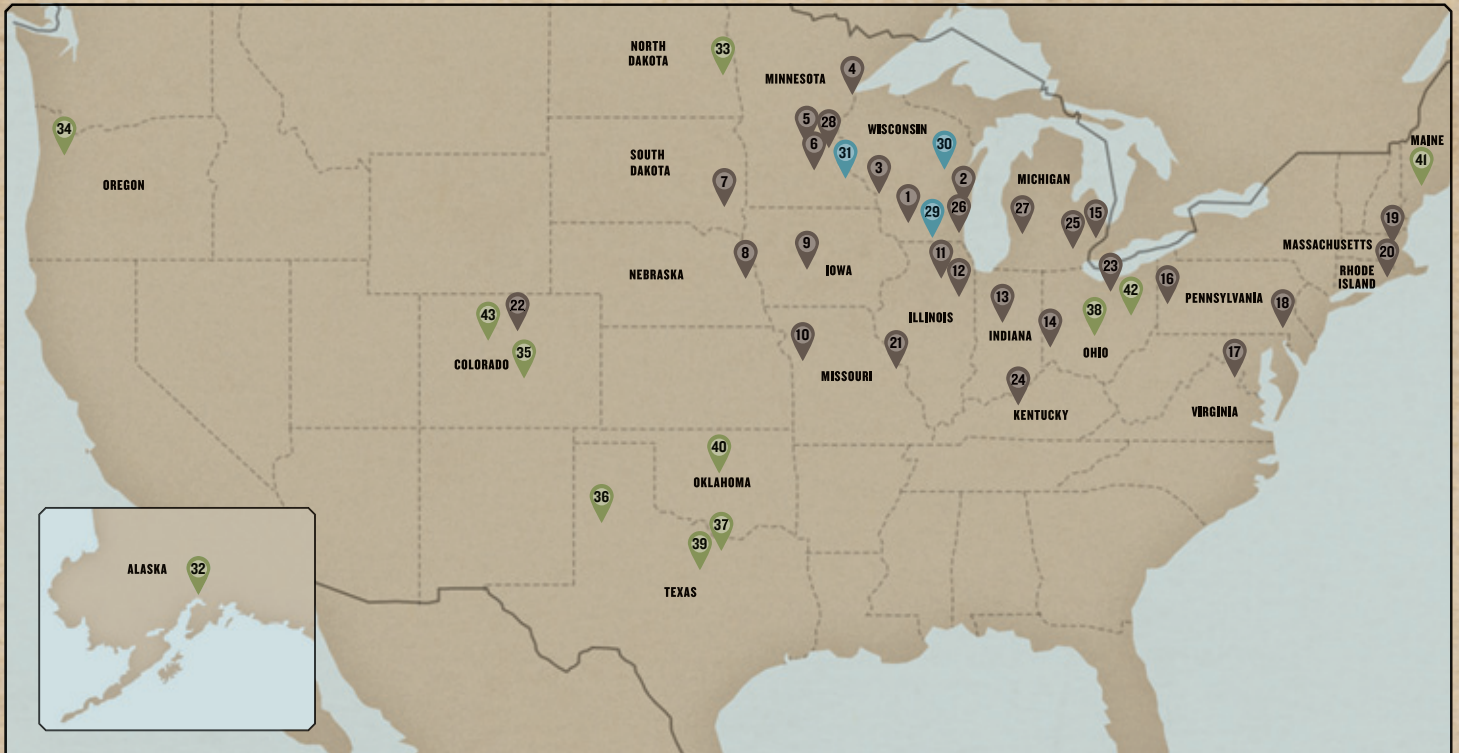 NORTH
DAKOTA
33
MINNESOTA
4
34
5
28
WISCONSIN
6
31
30
MAINE
41
SOUTH
DAKOTA
3
OREGON
7
2
MICHIGAN
1
29
26
27
25
15
19
MASSACHUSETTS
20
RHODE
ISLAND
NEBRASKA
8
9
IOWA
11
12
23
16
42
PENNSYLVANIA
18
43
22
13
38
ILLINOIS
14
INDIANA
OHIO
10
21
17
35
COLORADO
MISSOURI
24
KENTUCKY
VIRGINIA
40
OKLAHOMA
36
37
39
TEXAS
ALASKA
32